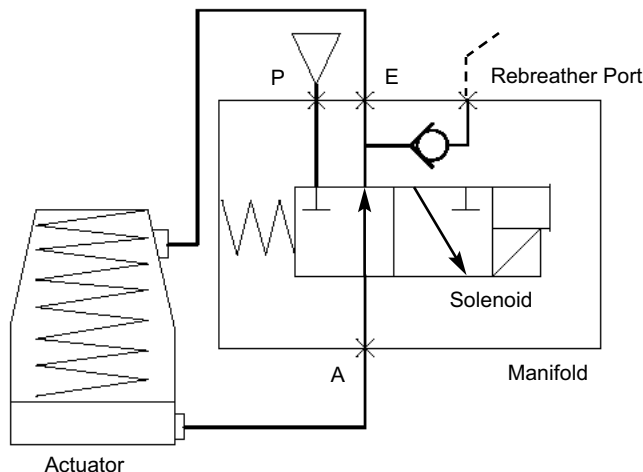 P
E
Rebreather Port
Solenoid
A
Manifold
Actuator